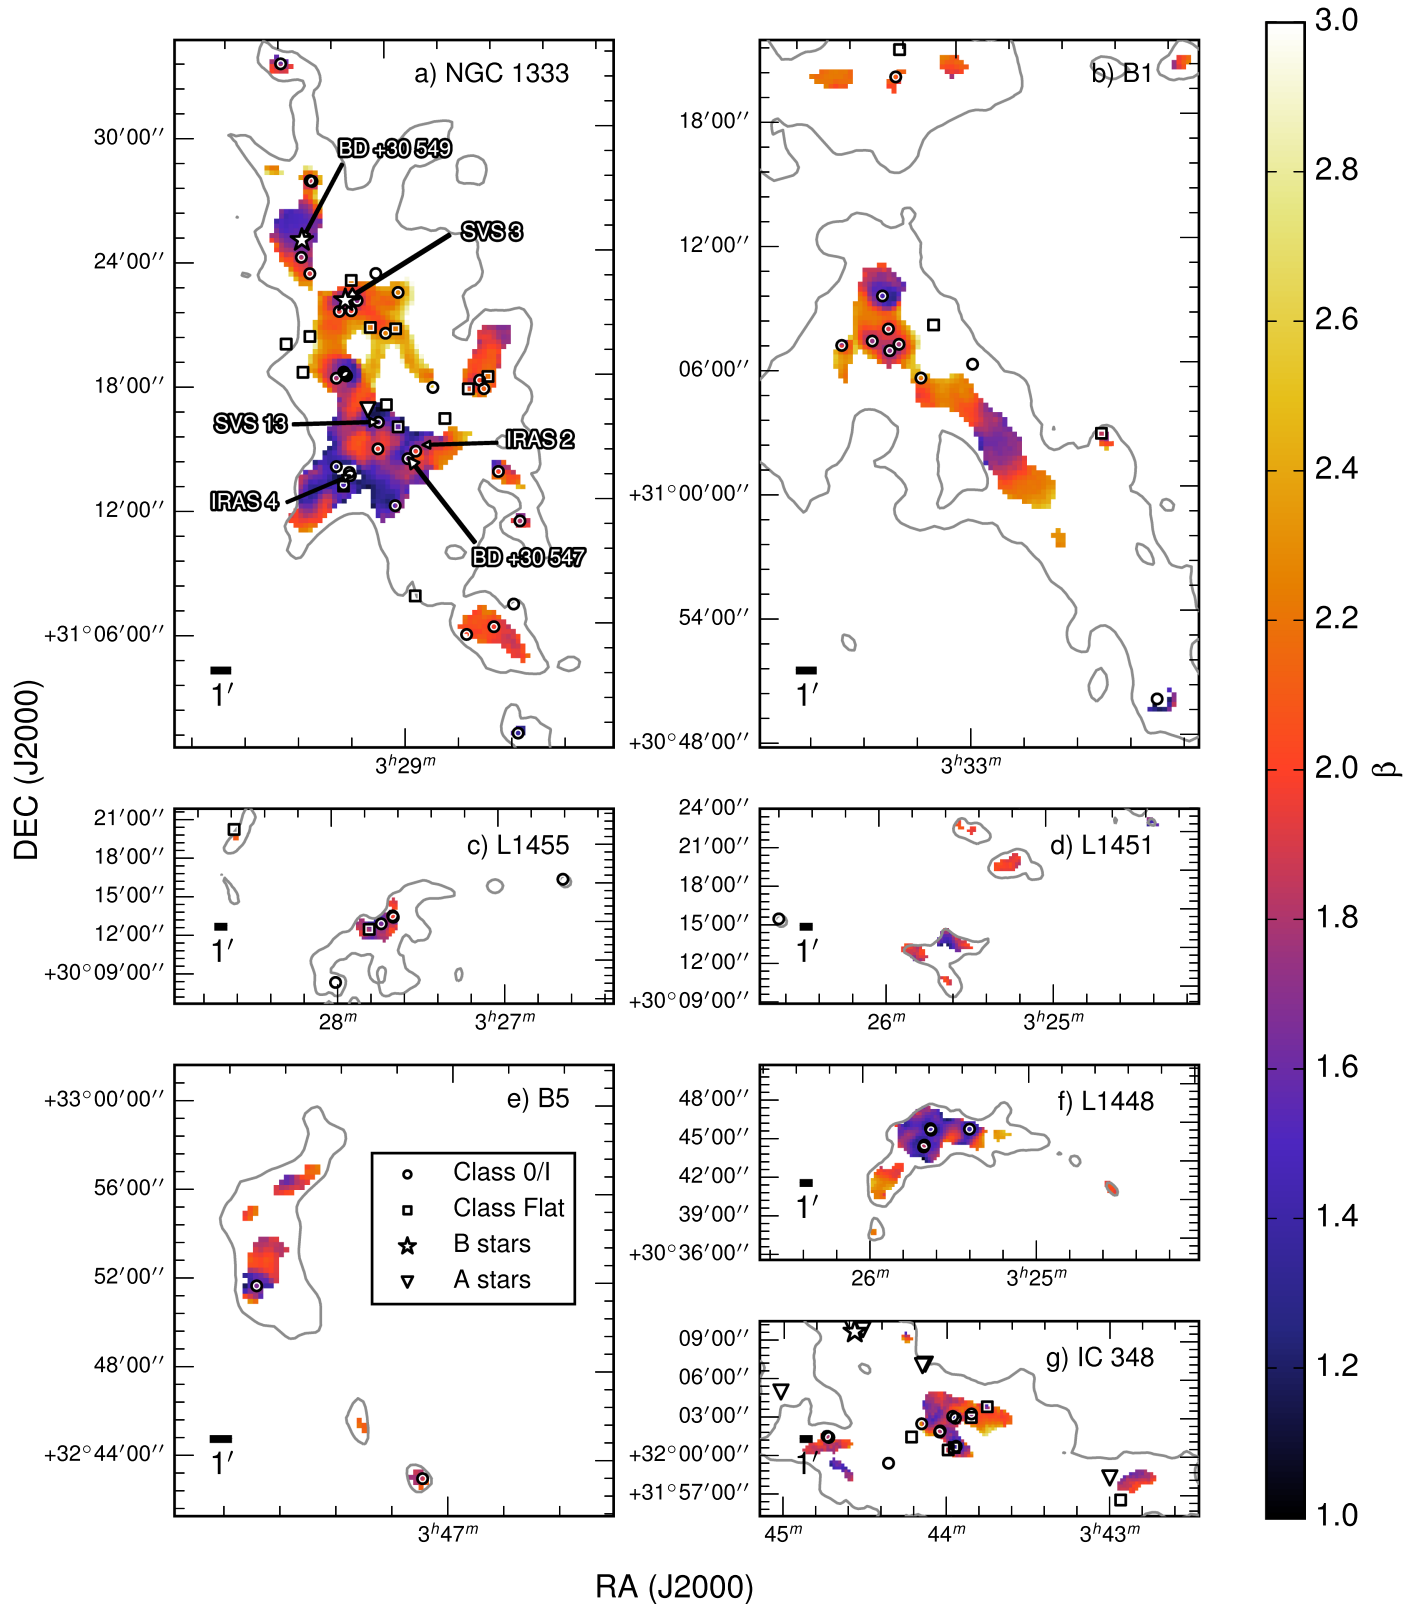 a) NGC 1333
BD +30 549
SVS 3
SVS 13
IRAS 2
IRAS 4
BD +30 547
1′
30′00′′
24′00′′
18′00′′
12′00′′
+31°06′00′′
3ʰ29ᵐ
b) B1
1′
18′00′′
12′00′′
06′00′′
+31°00′00′′
54′00′′
+30°48′00′′
3ʰ33ᵐ
c) L1455
1′
21′00′′
18′00′′
15′00′′
12′00′′
+30°09′00′′
28ᵐ
3ʰ27ᵐ
d) L1451
1′
24′00′′
21′00′′
18′00′′
15′00′′
12′00′′
+30°09′00′′
26ᵐ
3ʰ25ᵐ
e) B5
Class 0/I
Class Flat
B stars
A stars
1′
+33°00′00′′
56′00′′
52′00′′
48′00′′
+32°44′00′′
3ʰ47ᵐ
f) L1448
1′
48′00′′
45′00′′
42′00′′
39′00′′
+30°36′00′′
26ᵐ
3ʰ25ᵐ
g) IC 348
1′
09′00′′
06′00′′
03′00′′
+32°00′00′′
+31°57′00′′
45ᵐ
44ᵐ
3ʰ43ᵐ
DEC (J2000)
RA (J2000)
3.0
2.8
2.6
2.4
2.2
2.0
1.8
1.6
1.4
1.2
1.0
β